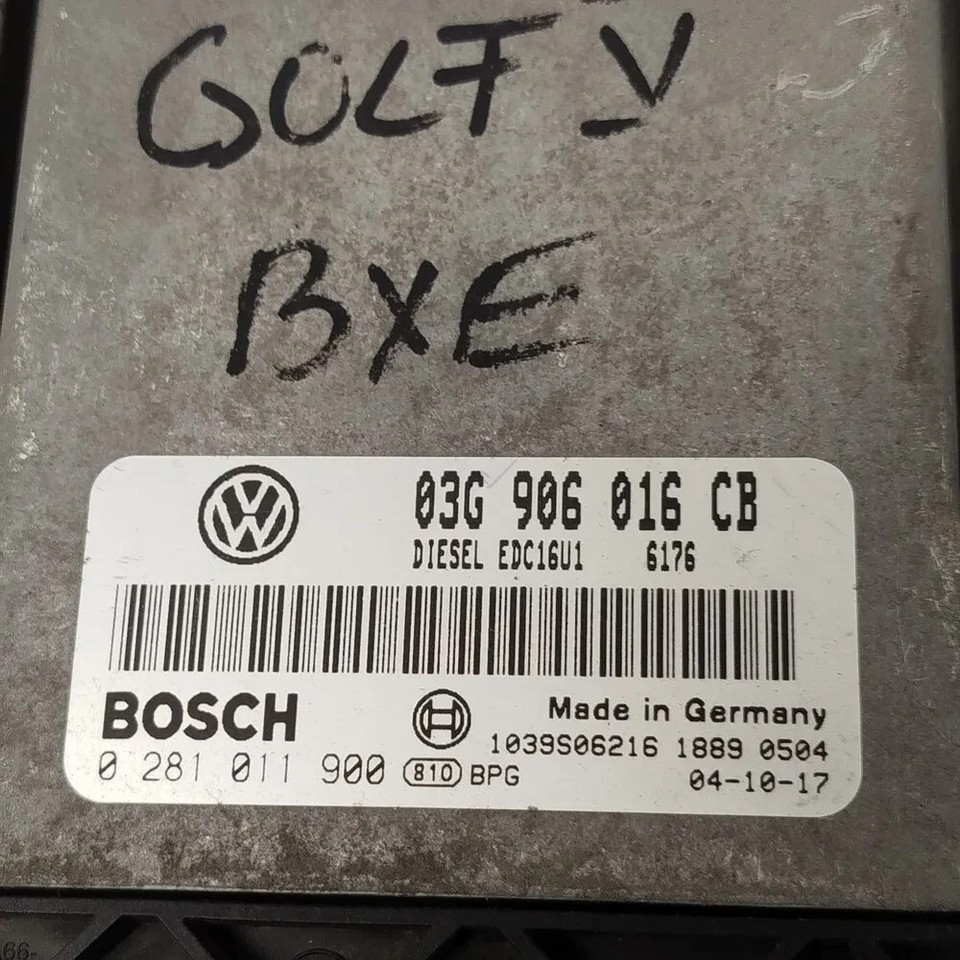 GOLF V
BXE
03G 906 016 CB
DIESEL EDC16U1 6176
BOSCH
Made in Germany
1039S06216 1889 0504
0 281 011 900 810 BPG
04-10-17
66-